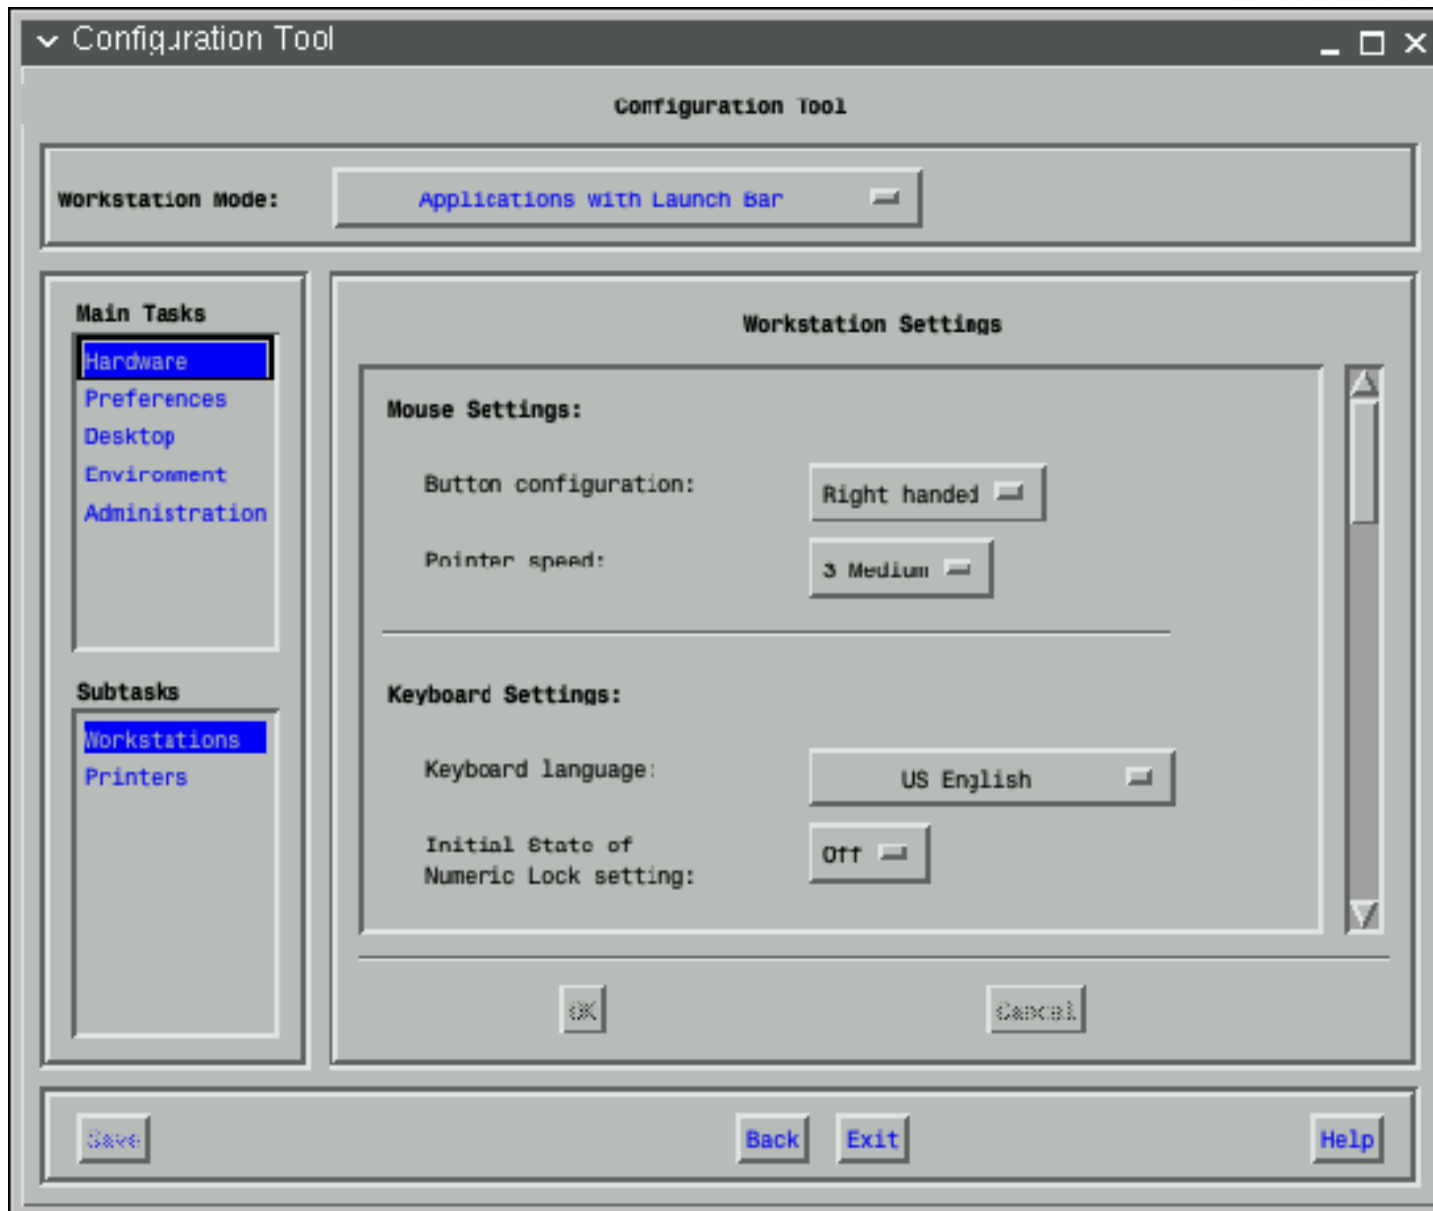 Configuration Tool
Configuration Tool
Workstation Mode:
Applications with Launch Bar
Main Tasks
Hardware
Preferences
Desktop
Environment
Administration
Subtasks
Workstations
Printers
Workstation Settings
Mouse Settings:
Button configuration:
Right handed
Pointer speed:
3 Medium
Keyboard Settings:
Keyboard language:
US English
Initial State of
Numeric Lock setting:
Off
OK
Cancel
Save
Back
Exit
Help